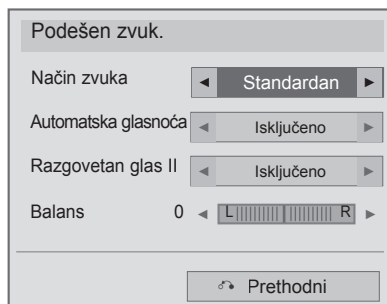 Podešen zvuk.
Način zvuka ◄ Standardan ►
Automatska glasnoća ◄ Isključeno ►
Razgovetan glas II ◄ Isključeno ►
Balans 0 ◄ L R ►
Prethodni